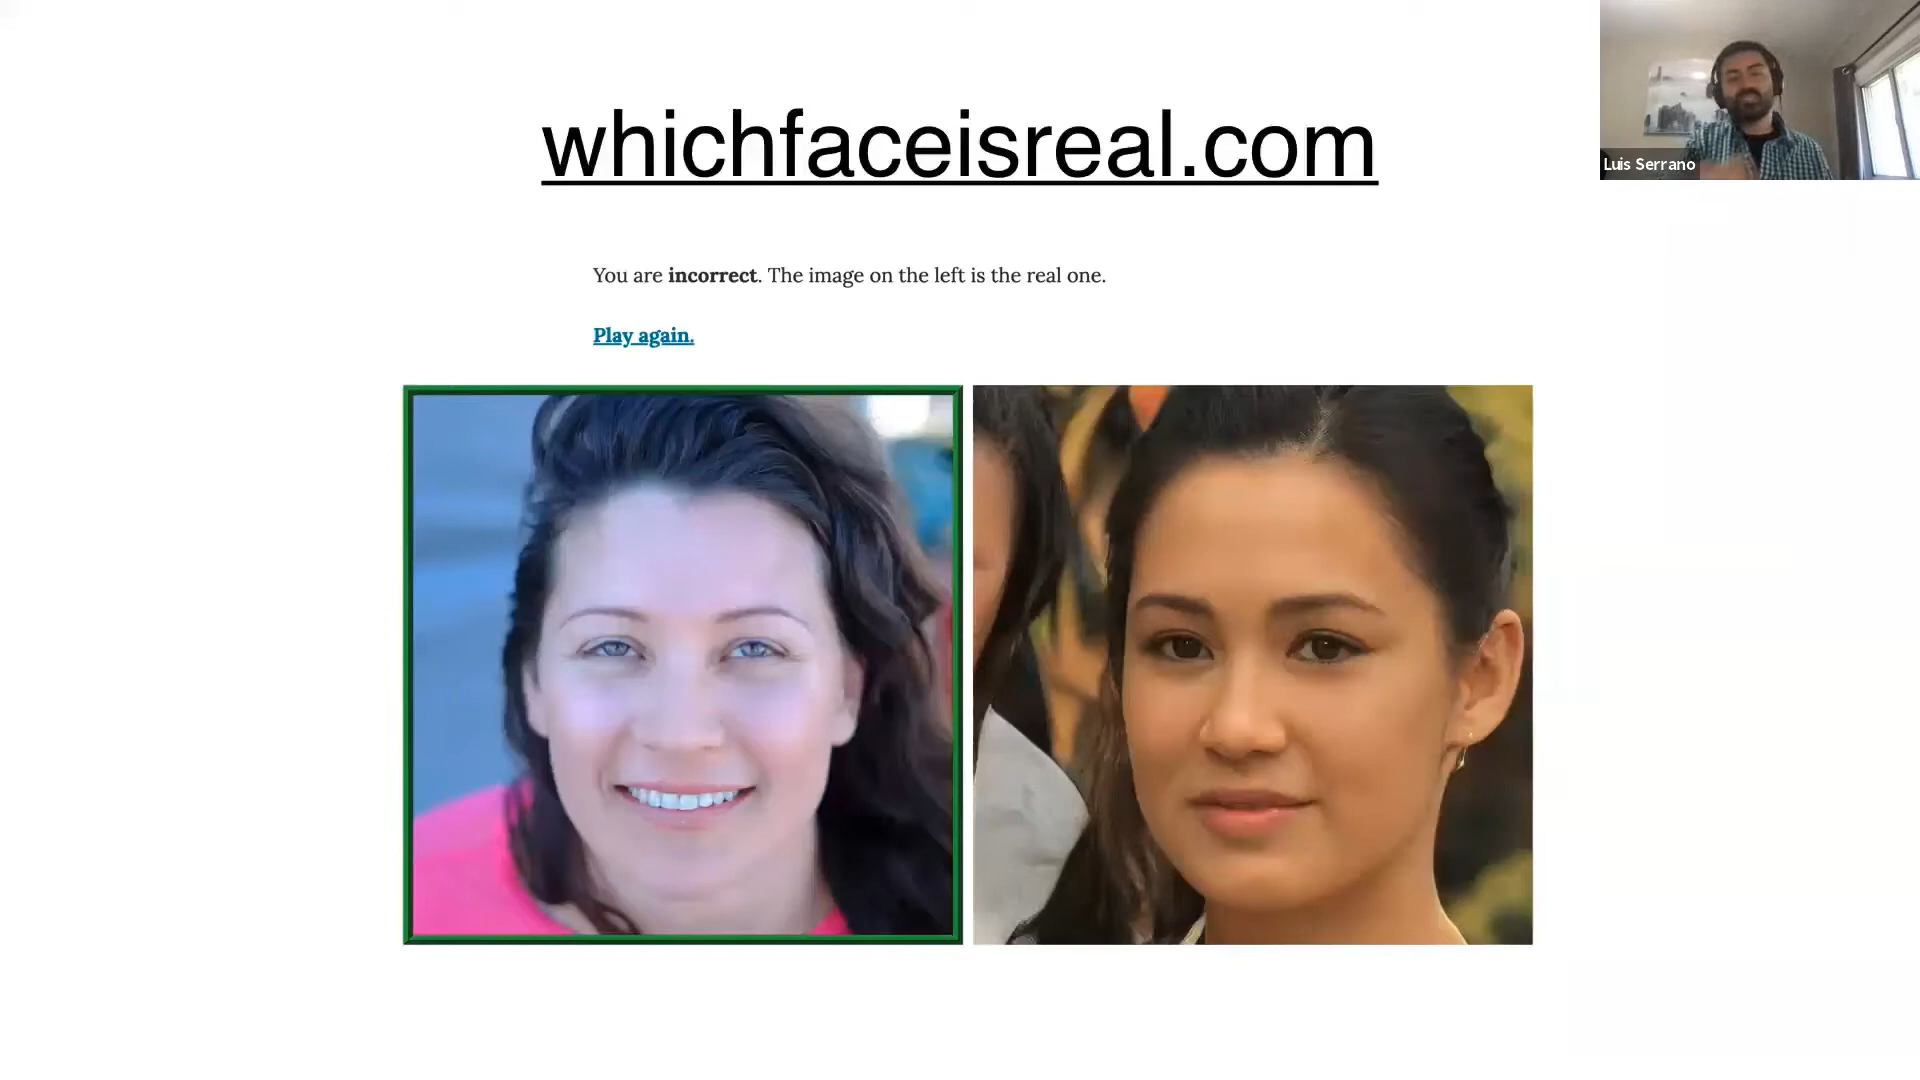 whichfaceisreal.com
Luis Serrano
You are incorrect. The image on the left is the real one.
Play again.